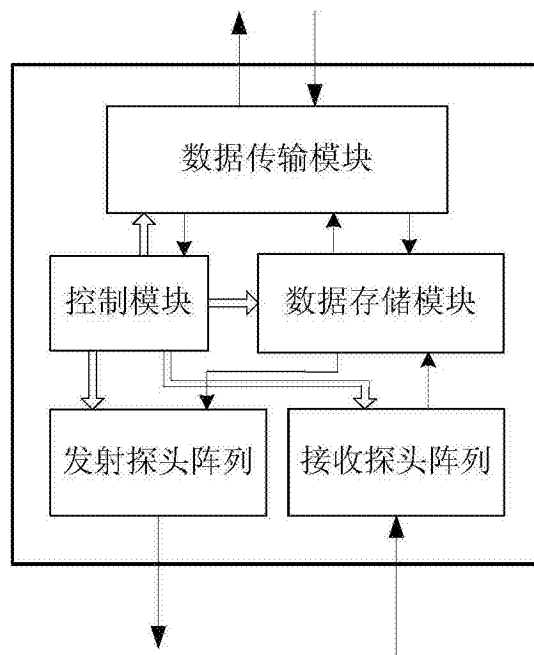 数据传输模块
控制模块
数据存储模块
发射探头阵列
接收探头阵列